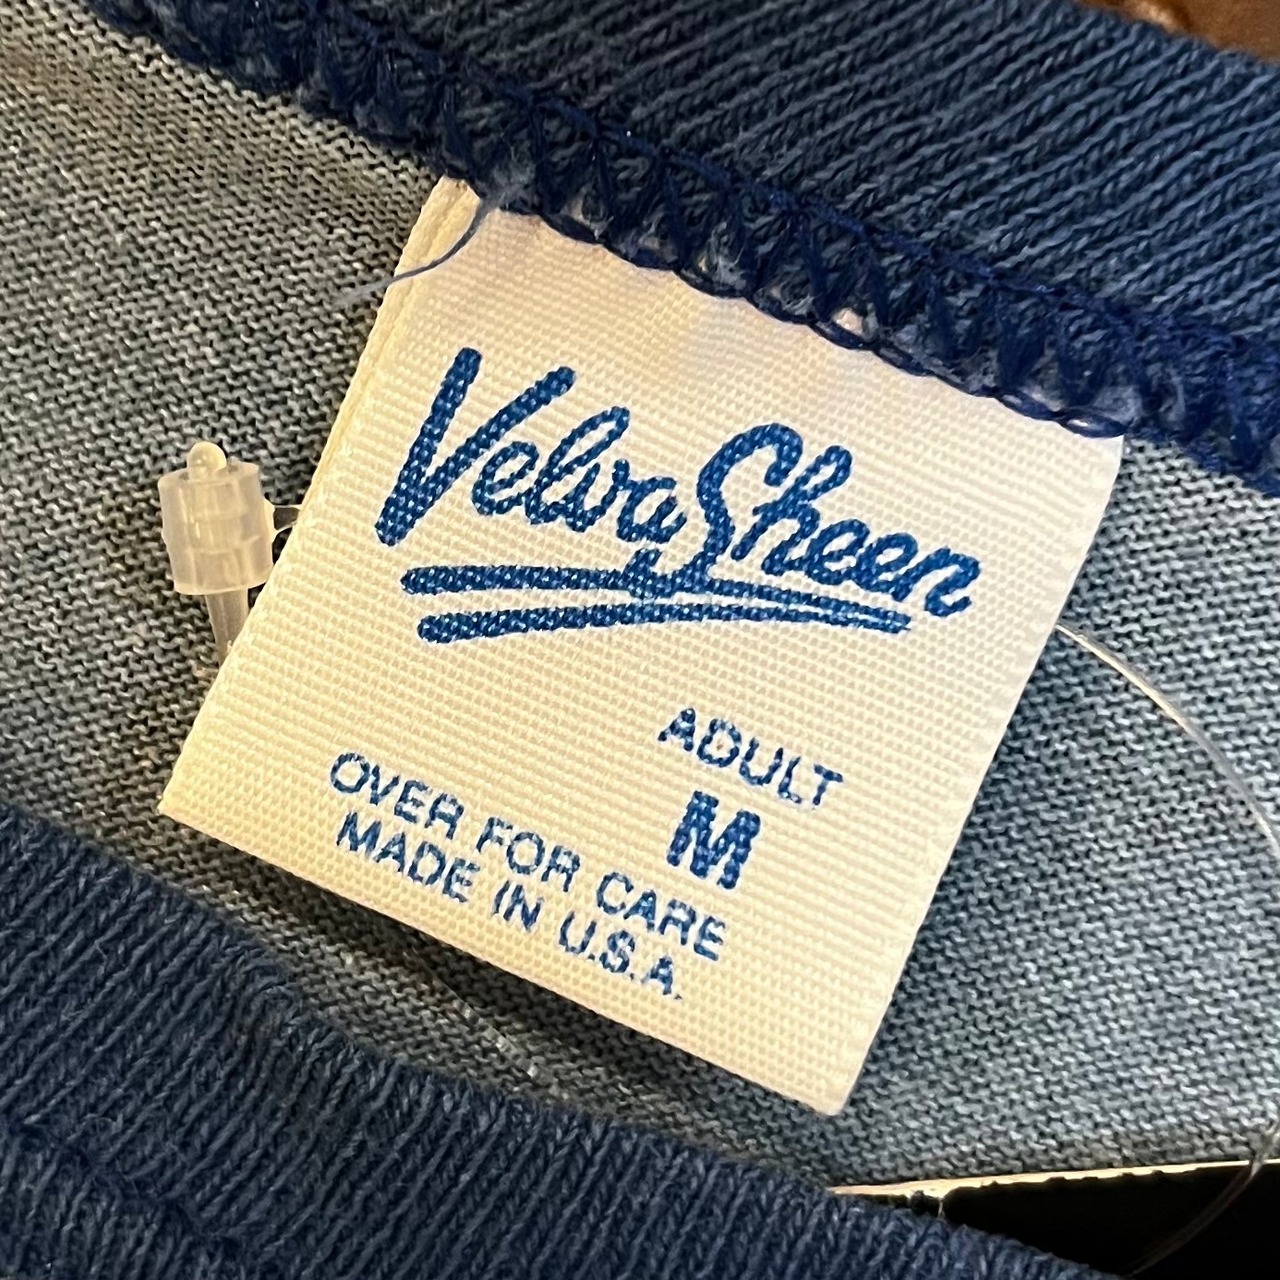 Velva Sheen
ADULT
M
OVER FOR CARE
MADE IN U.S.A.